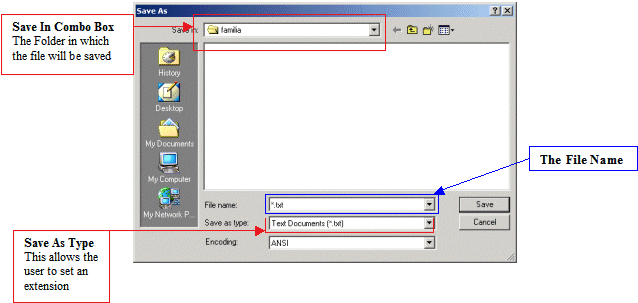 Save As
Save In Combo Box
The Folder in which
the file will be saved
Save in:
familia
History
Desktop
My Documents
My Computer
My Network P...
The File Name
File name:
*.txt
Save
Save as type:
Text Documents (*.txt)
Cancel
Encoding:
ANSI
Save As Type
This allows the
user to set an
extension